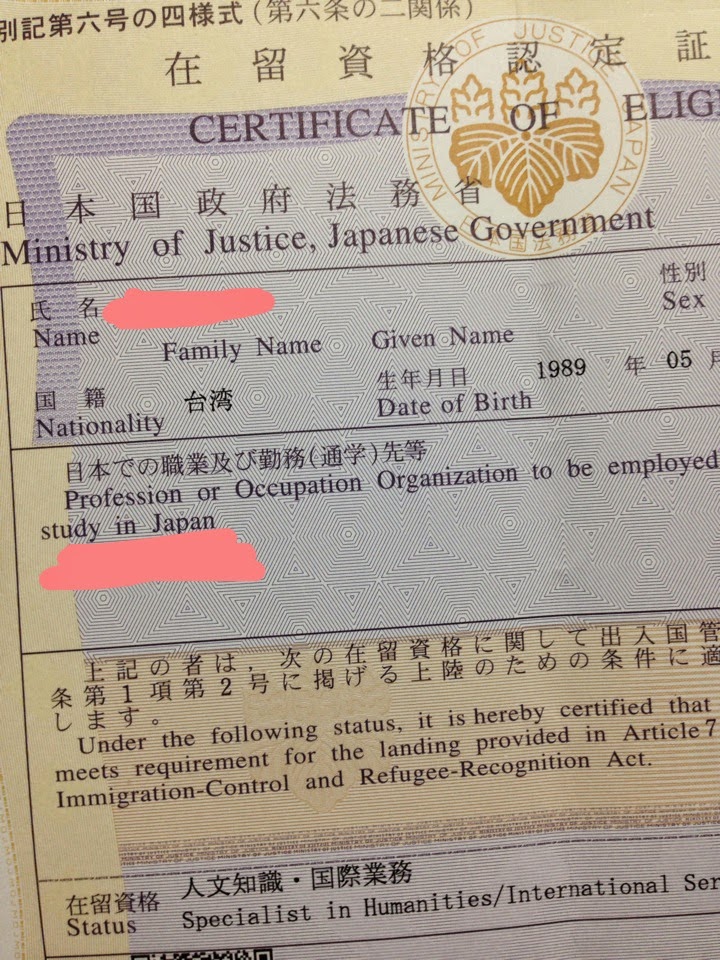 別記第六号の四様式(第六条の二関係)
在留資格認定証
CERTIFICATE OF ELIG
MINISTRY OF JUSTICE JAPAN
日本国法務
日本国政府法務省
Ministry of Justice, Japanese Government
氏名
Name
Family Name
Given Name
性別
Sex
国籍
Nationality
台湾
生年月日
Date of Birth
1989 年 05 月
日本での職業及び勤務(通学)先等
Profession or Occupation Organization to be employed
study in Japan
上記の者は,次の在留資格に関して出入国管
条第1項第2号に掲げる上陸のための条件に適
します。
Under the following status, it is hereby certified that
meets requirement for the landing provided in Article 7
Immigration-Control and Refugee-Recognition Act.
在留資格
Status
人文知識・国際業務
Specialist in Humanities/International Ser